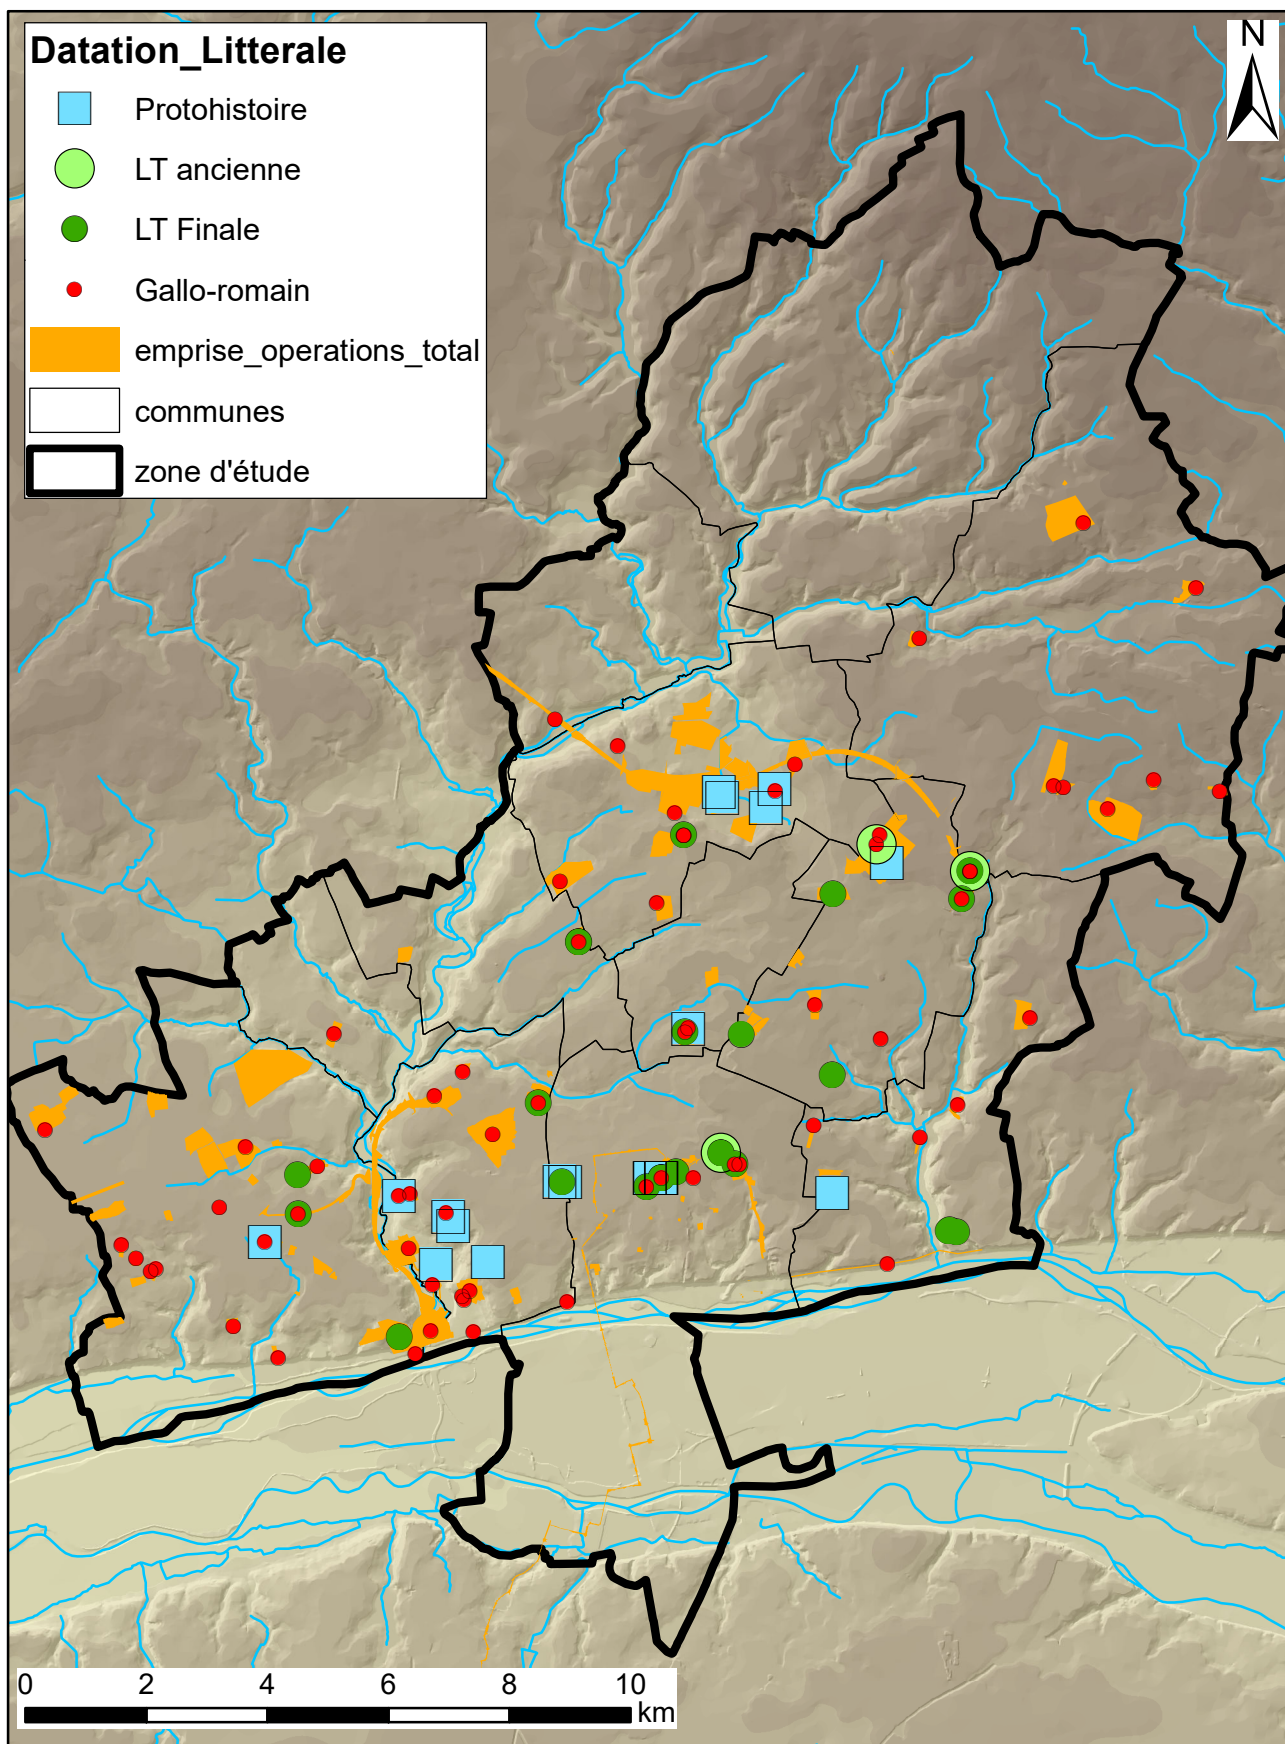 Datation_Litterale
Protohistoire
LT ancienne
LT Finale
Gallo-romain
emprise_operations_total
communes
zone d'étude
N
0 2 4 6 8 10
km